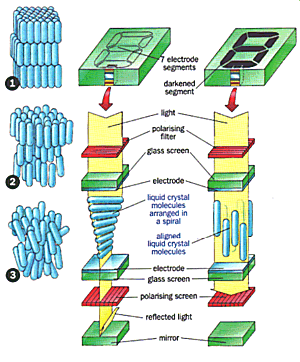 1
2
3
7 electrode
segments
darkened
segment
light
polarising
filter
glass screen
electrode
liquid crystal
molecules
arranged in
a spiral
aligned
liquid crystal
molecules
electrode
glass screen
polarising screen
reflected light
mirror